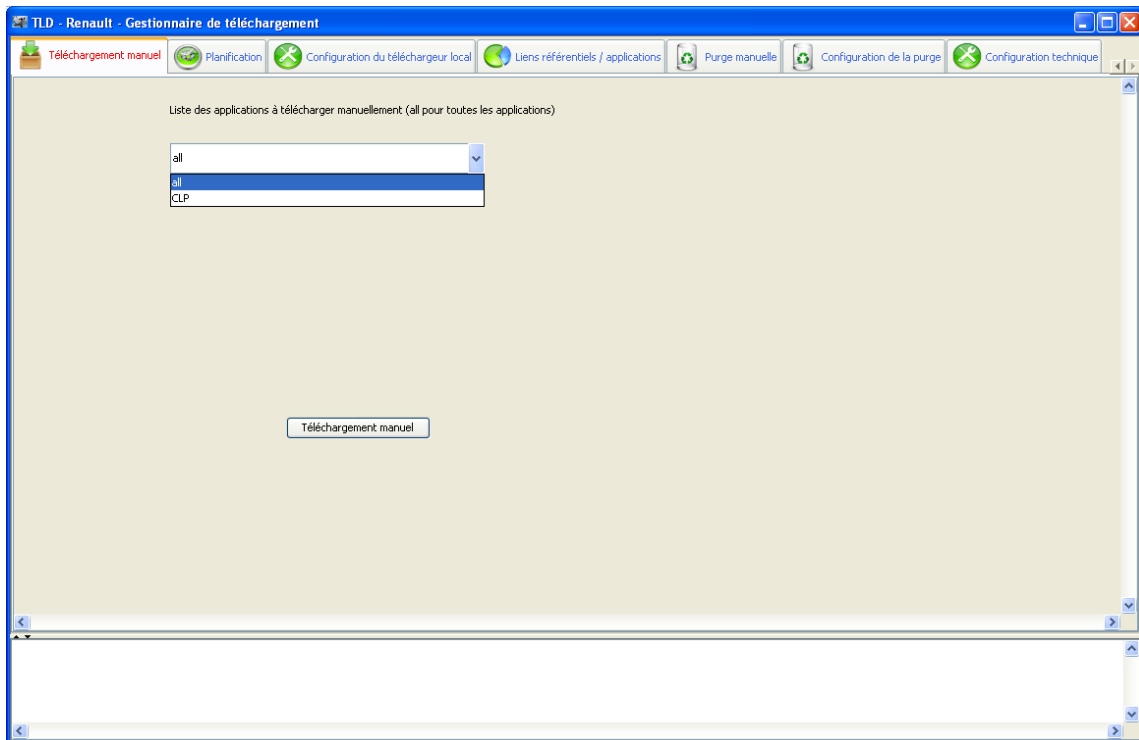 TLD - Renault - Gestionnaire de téléchargement
Téléchargement manuel
Planification
Configuration du téléchargeur local
Liens référentiels / applications
Purge manuelle
Configuration de la purge
Configuration technique
Liste des applications à télécharger manuellement (all pour toutes les applications)
all
all
CLP
Téléchargement manuel